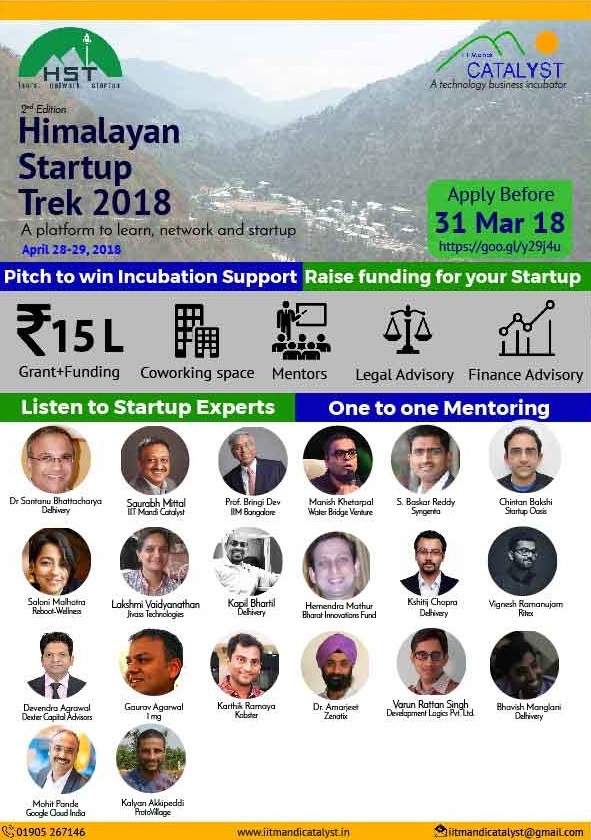 HST
learn. network. startup
IIT Mandi
CATALYST
A technology business incubator
2nd Edition
Himalayan
Startup
Trek 2018
A platform to learn, network and startup
April 28-29, 2018
Apply Before
31 Mar 18
https://goo.gl/y29j4u
Pitch to win Incubation Support
Raise funding for your Startup
₹15L
Grant+Funding
Coworking space
Mentors
Legal Advisory
Finance Advisory
Listen to Startup Experts
One to one Mentoring
Dr Santanu Bhattacharya
Delhivery
Saurabh Mittal
IIT Mandi Catalyst
Prof. Bringi Dev
IIM Bangalore
Manish Khetarpal
Water Bridge Venture
S. Baskar Reddy
Syngenta
Chintan Bakshi
Startup Oasis
Saloni Malhotra
Reboot-Wellness
Lakshmi Vaidyanathan
Jivass Technologies
Kapil Bhartil
Delhivery
Hemendra Mathur
Bharat Innovations Fund
Kshitij Chopra
Delhivery
Vignesh Ramanujam
Ritex
Devendra Agrawal
Dexter Capital Advisors
Gaurav Agarwal
1 mg
Karthik Ramaya
Kobster
Dr. Amarjeet
Zenatix
Varun Rattan Singh
Development Logics Pvt. Ltd.
Bhavish Manglani
Delhivery
Mohit Pande
Google Cloud India
Kalyan Akkipeddi
ProtoVillage
01905 267146
www.iitmandicatalyst.in
iitmandicatalyst@gmail.com